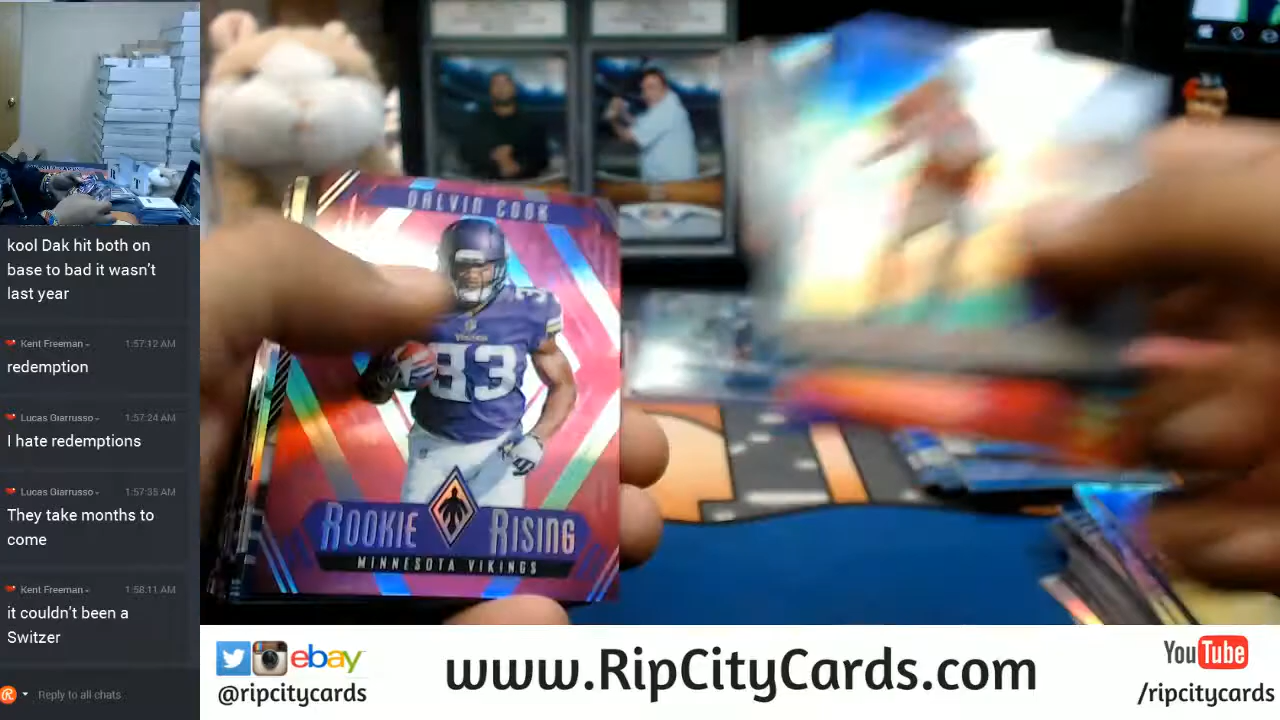 kool Dak hit both on
base to bad it wasn't
last year
Kent Freeman
1:57:12 AM
redemption
Lucas Giarrusso
1:57:24 AM
I hate redemptions
Lucas Giarrusso
1:57:35 AM
They take months to
come
Kent Freeman
1:58:11 AM
it couldn't been a
Switzer
Reply to all chats
DALVIN COOK
VIKINGS
33
33
ROOKIE RISING
MINNESOTA VIKINGS
ebay
@ripcitycards
www.RipCityCards.com
YouTube
/ripcitycards